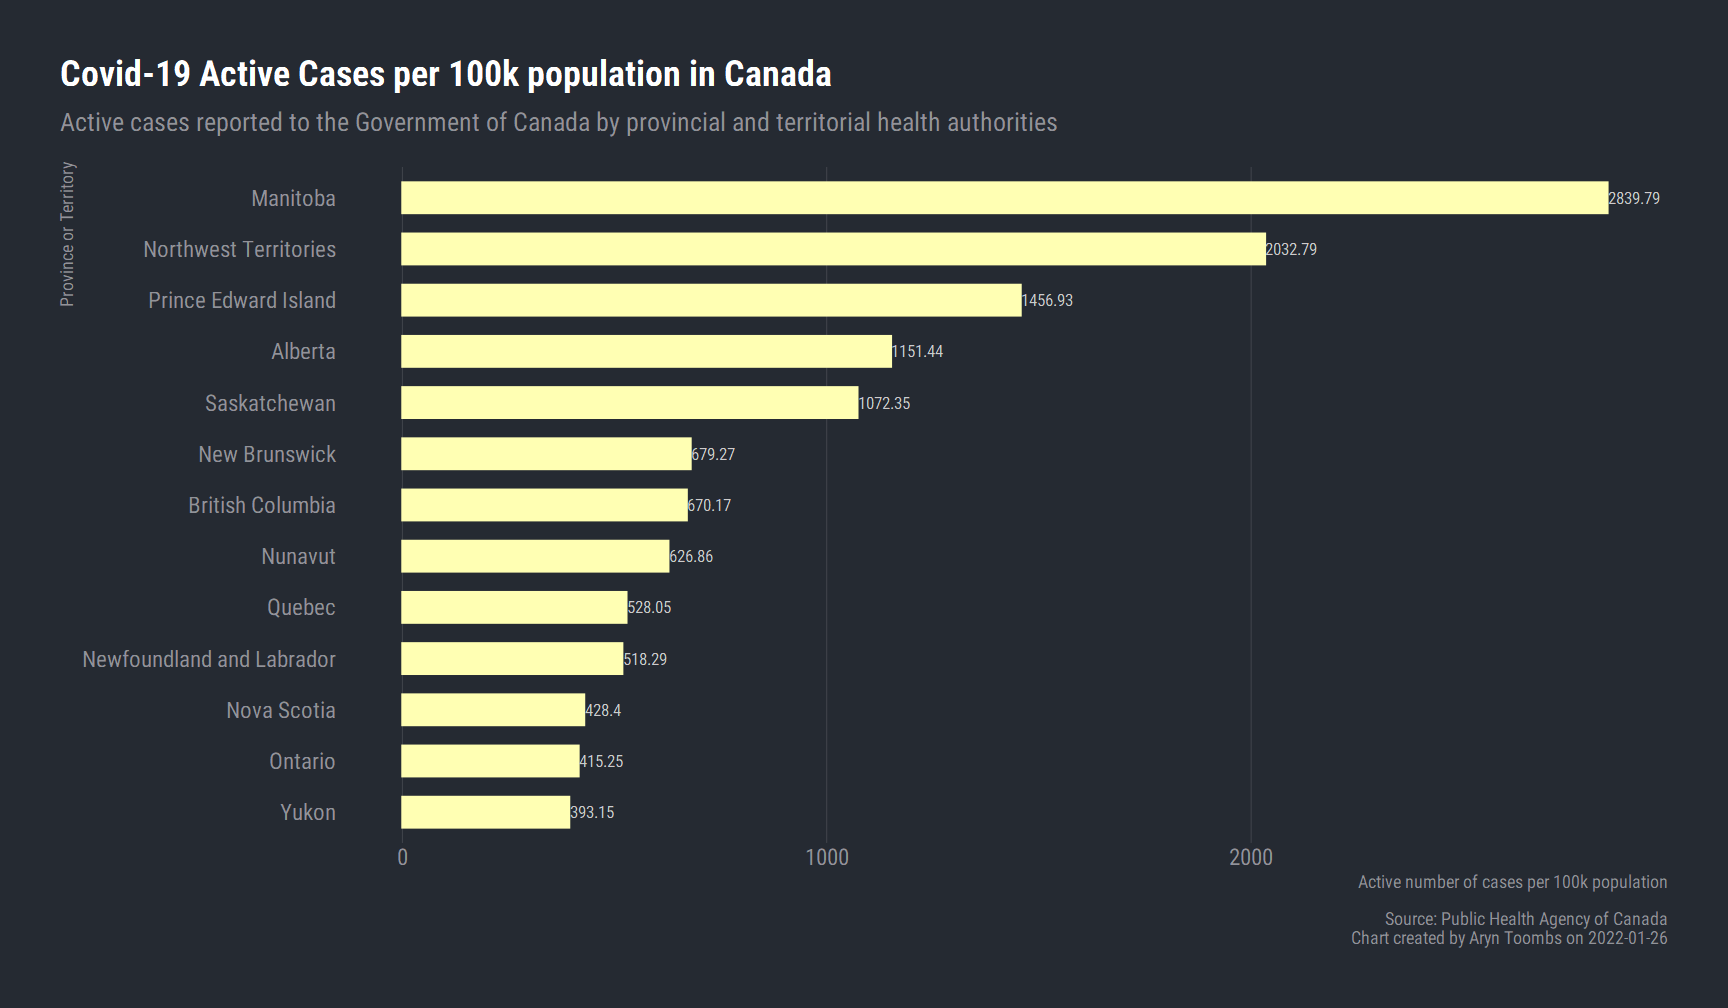 Covid-19 Active Cases per 100k population in Canada
Active cases reported to the Government of Canada by provincial and territorial health authorities
Province or Territory
Manitoba 2839.79
Northwest Territories 2032.79
Prince Edward Island 1456.93
Alberta 1151.44
Saskatchewan 1072.35
New Brunswick 679.27
British Columbia 670.17
Nunavut 626.86
Quebec 528.05
Newfoundland and Labrador 518.29
Nova Scotia 428.4
Ontario 415.25
Yukon 393.15
0 1000 2000
Active number of cases per 100k population
Source: Public Health Agency of Canada
Chart created by Aryn Toombs on 2022-01-26